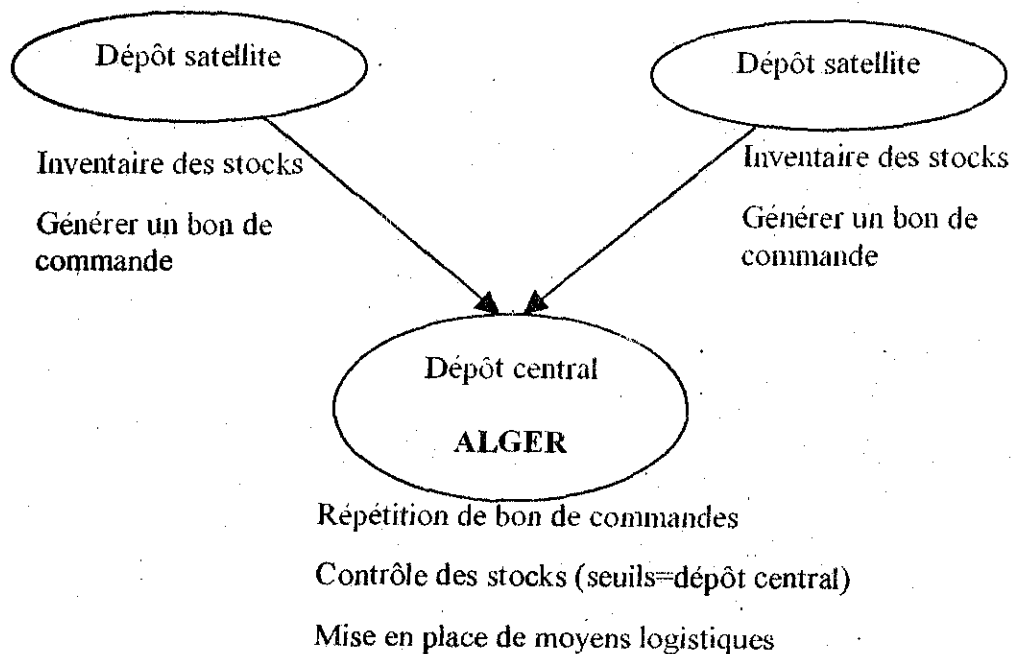 Dépôt satellite
Dépôt satellite
Inventaire des stocks
Générer un bon de
commande
Inventaire des stocks
Générer un bon de
commande
Dépôt central
ALGER
Répétition de bon de commandes
Contrôle des stocks (seuils=dépôt central)
Mise en place de moyens logistiques